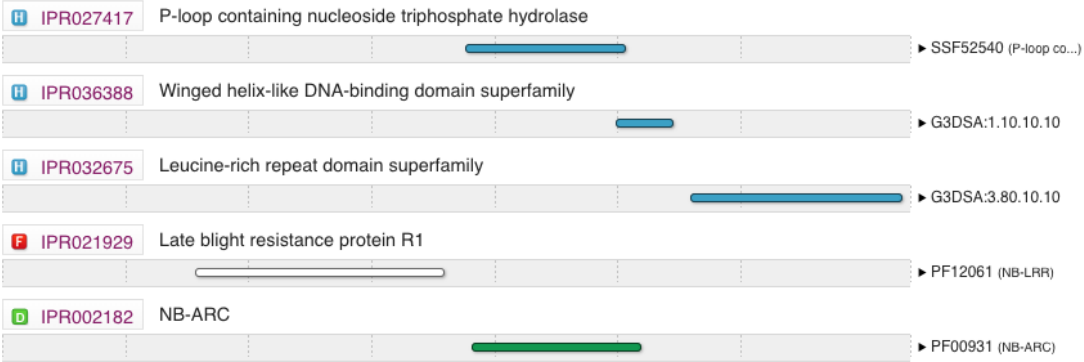 H IPR027417 P-loop containing nucleoside triphosphate hydrolase
SSF52540 (P-loop co...)
H IPR036388 Winged helix-like DNA-binding domain superfamily
G3DSA:1.10.10.10
H IPR032675 Leucine-rich repeat domain superfamily
G3DSA:3.80.10.10
F IPR021929 Late blight resistance protein R1
PF12061 (NB-LRR)
D IPR002182 NB-ARC
PF00931 (NB-ARC)